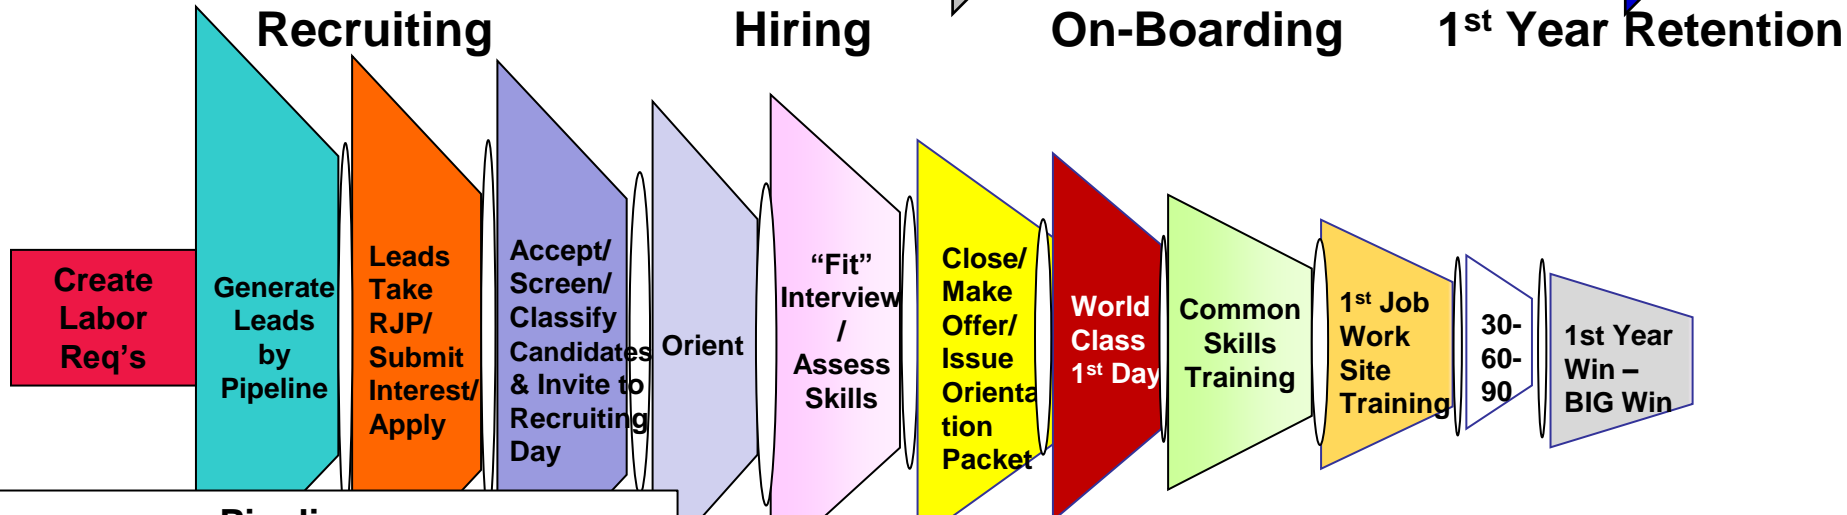 Recruiting
Hiring
On-Boarding
1st Year Retention
Create
Labor
Req's
Generate
Leads
by
Pipeline
Leads
Take
RJP/
Submit
Interest/
Apply
Accept/
Screen/
Classify
Candidates
& Invite to
Recruiting
Day
Orient
“Fit”
Interview
/
Assess
Skills
Close/
Make
Offer/
Issue
Orienta
tion
Packet
World
Class
1st Day
Common
Skills
Training
1st Job
Work
Site
Training
30-
60-
90
1st Year
Win –
BIG Win